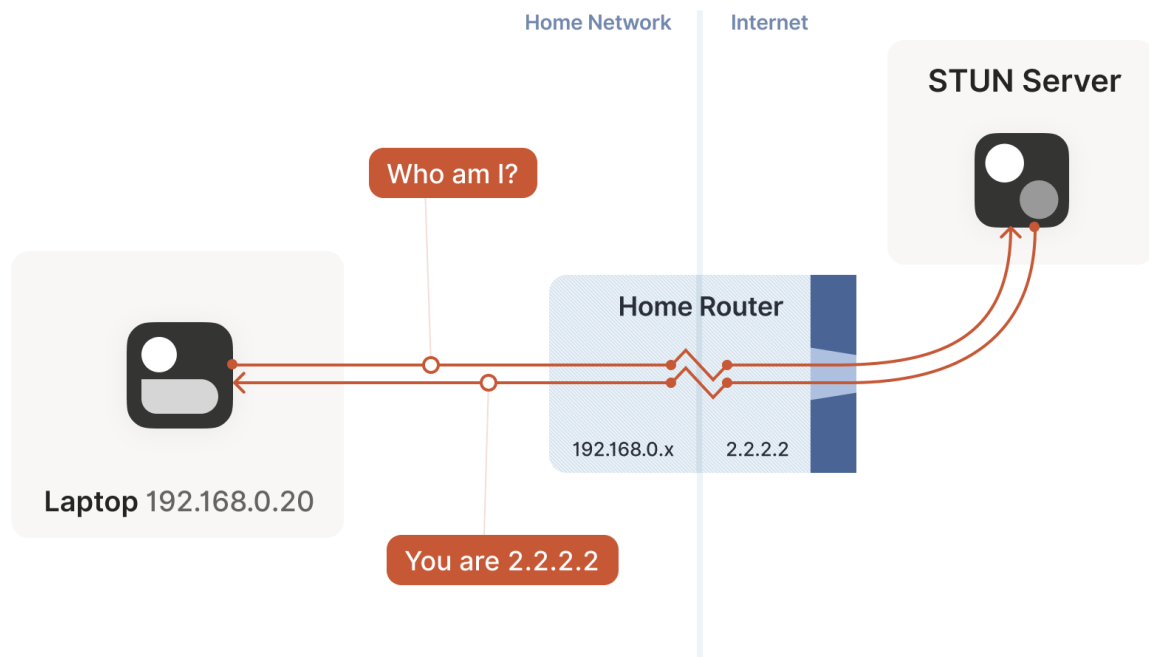 Home Network
Internet
STUN Server
Who am I?
Home Router
192.168.0.x
2.2.2.2
Laptop 192.168.0.20
You are 2.2.2.2